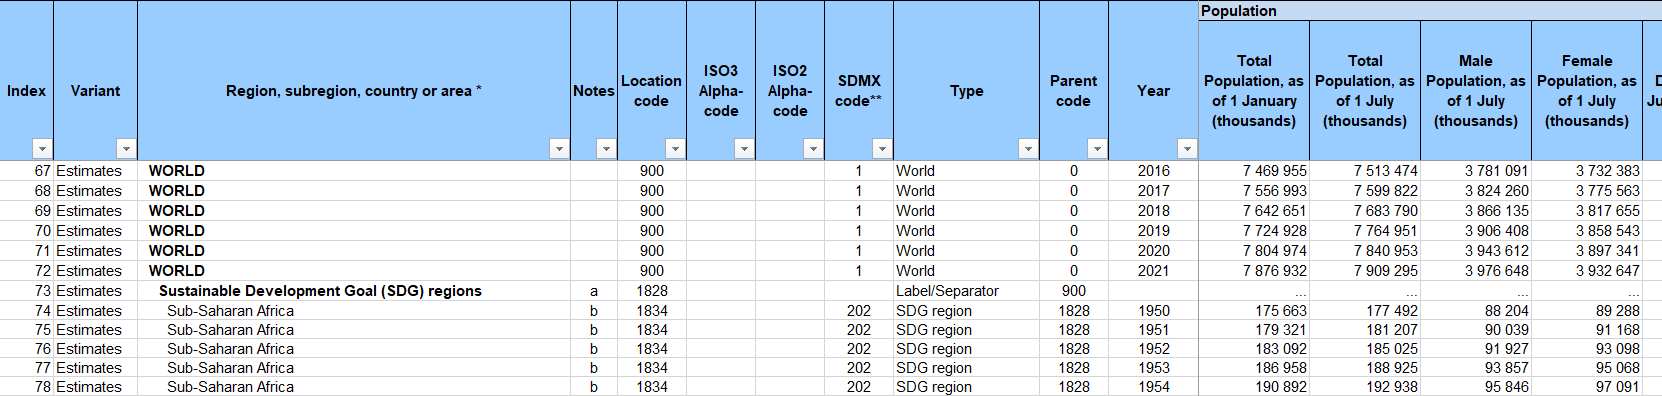 Population
Index Variant Region, subregion, country or area * Notes Location code ISO3 Alpha-code ISO2 Alpha-code SDMX code** Type Parent code Year Total Population, as of 1 January (thousands) Total Population, as of 1 July (thousands) Male Population, as of 1 July (thousands) Female Population, as of 1 July (thousands)
67 Estimates WORLD 900 1 World 0 2016 7 469 955 7 513 474 3 781 091 3 732 383
68 Estimates WORLD 900 1 World 0 2017 7 556 993 7 599 822 3 824 260 3 775 563
69 Estimates WORLD 900 1 World 0 2018 7 642 651 7 683 790 3 866 135 3 817 655
70 Estimates WORLD 900 1 World 0 2019 7 724 928 7 764 951 3 906 408 3 858 543
71 Estimates WORLD 900 1 World 0 2020 7 804 974 7 840 953 3 943 612 3 897 341
72 Estimates WORLD 900 1 World 0 2021 7 876 932 7 909 295 3 976 648 3 932 647
73 Estimates Sustainable Development Goal (SDG) regions a 1828 Label/Separator 900 ... ... ... ...
74 Estimates Sub-Saharan Africa b 1834 202 SDG region 1828 1950 175 663 177 492 88 204 89 288
75 Estimates Sub-Saharan Africa b 1834 202 SDG region 1828 1951 179 321 181 207 90 039 91 168
76 Estimates Sub-Saharan Africa b 1834 202 SDG region 1828 1952 183 092 185 025 91 927 93 098
77 Estimates Sub-Saharan Africa b 1834 202 SDG region 1828 1953 186 958 188 925 93 857 95 068
78 Estimates Sub-Saharan Africa b 1834 202 SDG region 1828 1954 190 892 192 938 95 846 97 091